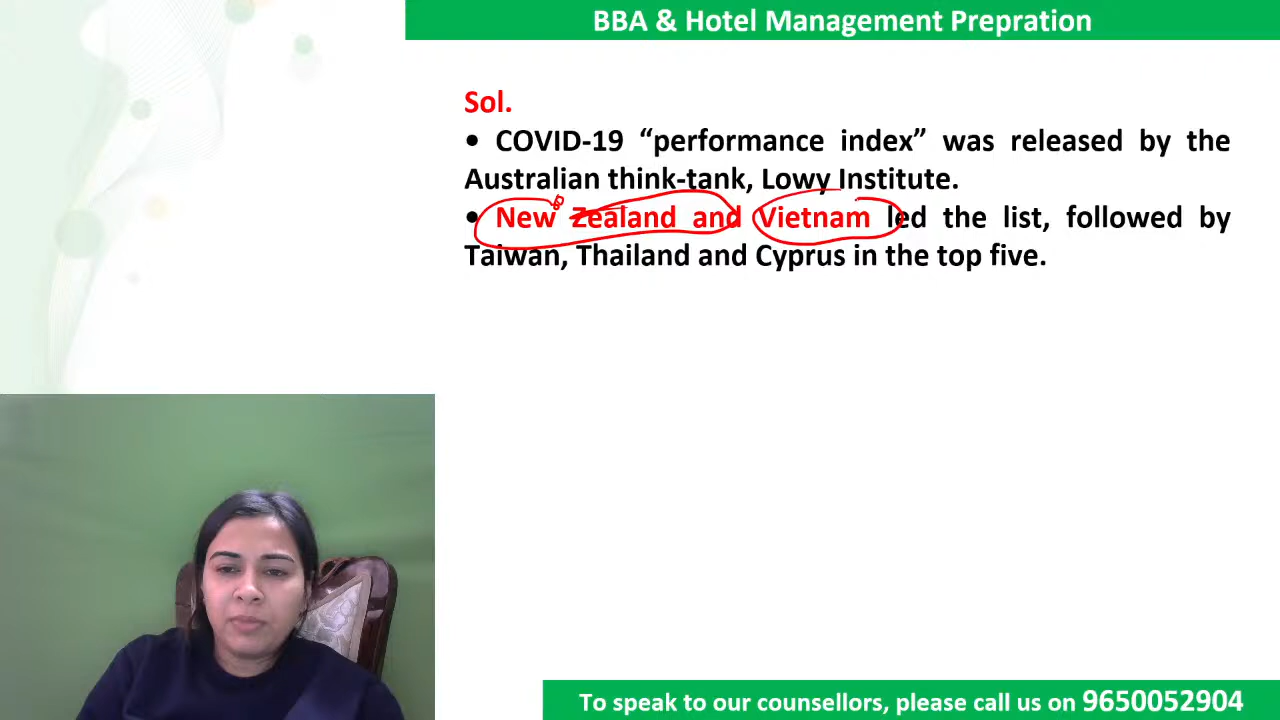 BBA & Hotel Management Prepration
Sol.
• COVID-19 “performance index” was released by the
Australian think-tank, Lowy Institute.
• New Zealand and Vietnam led the list, followed by
Taiwan, Thailand and Cyprus in the top five.
To speak to our counsellors, please call us on 9650052904